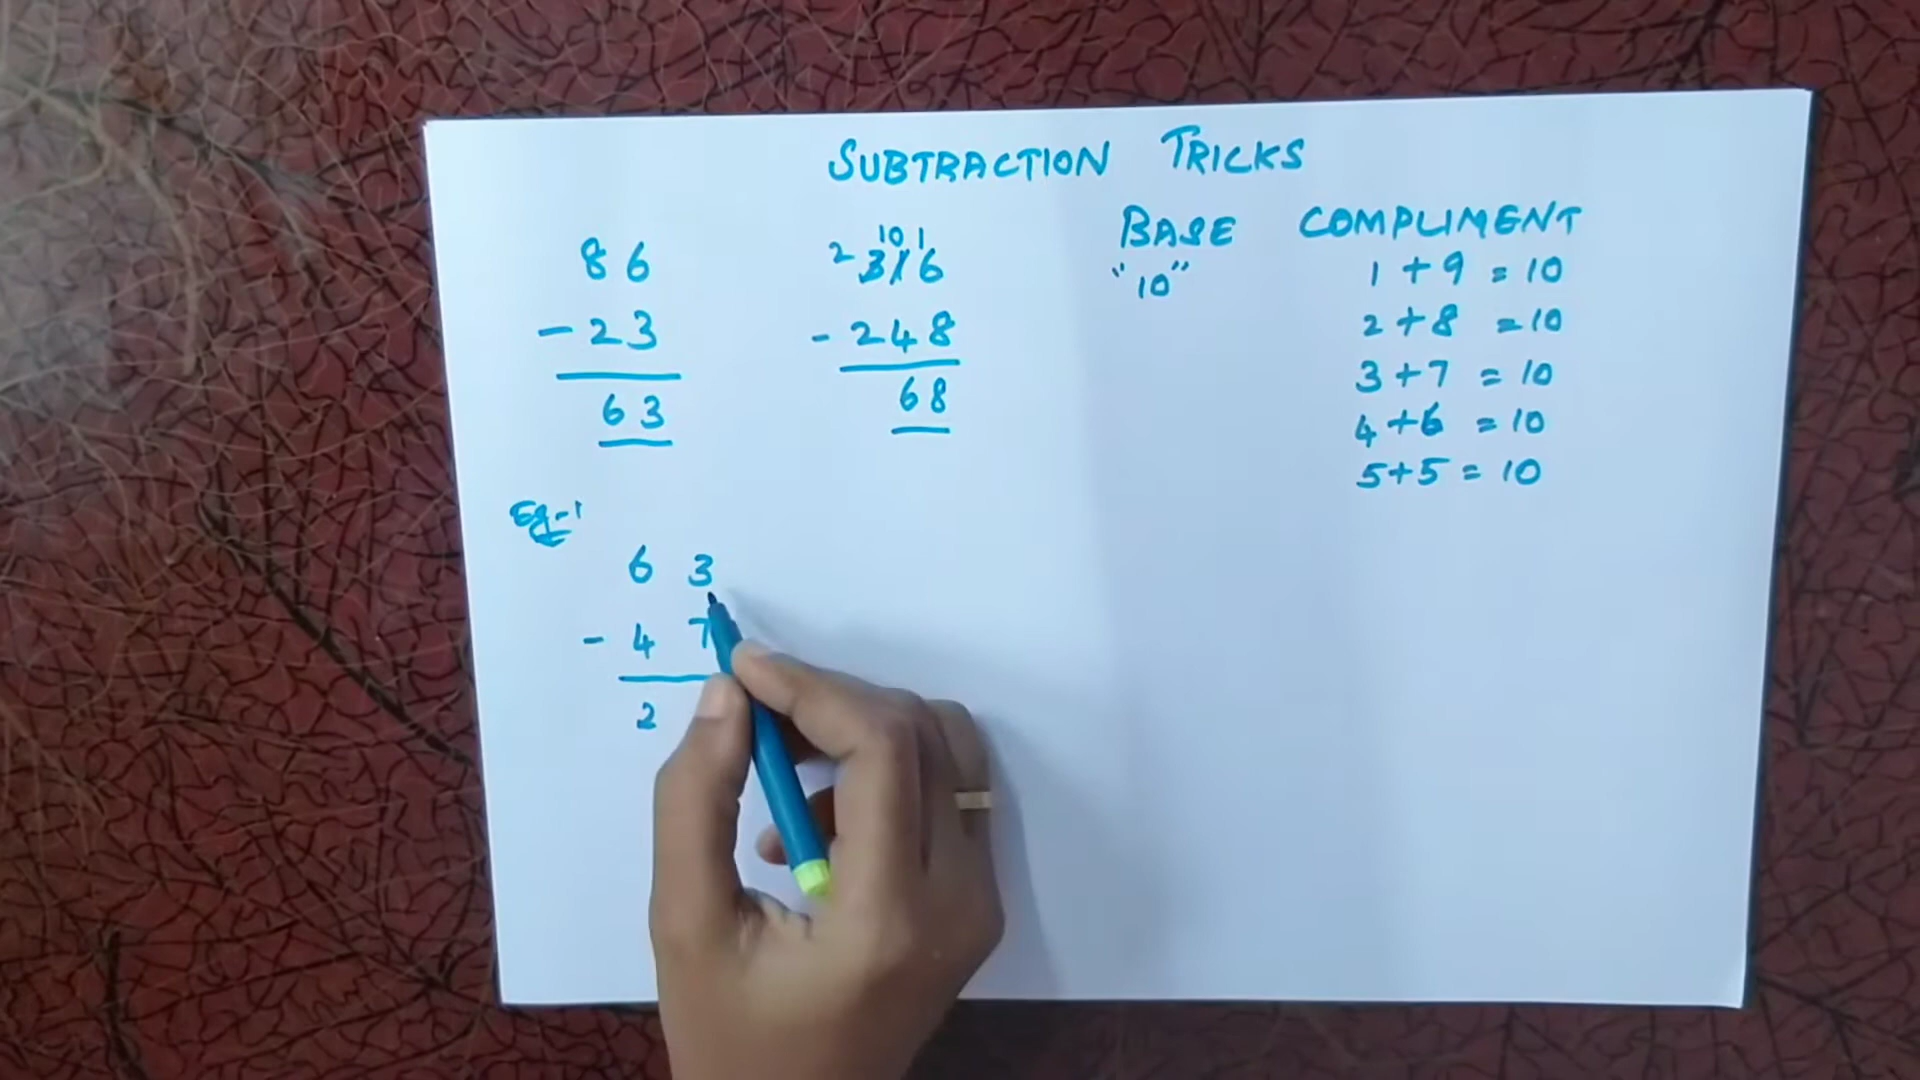 SUBTRACTION TRICKS
86
- 23
63
10 1
2 316
- 248
68
BASE COMPLIMENT
"10"
1 + 9 = 10
2 + 8 = 10
3 + 7 = 10
4 + 6 = 10
5 + 5 = 10
Eg-1
6 3
- 4 7
2